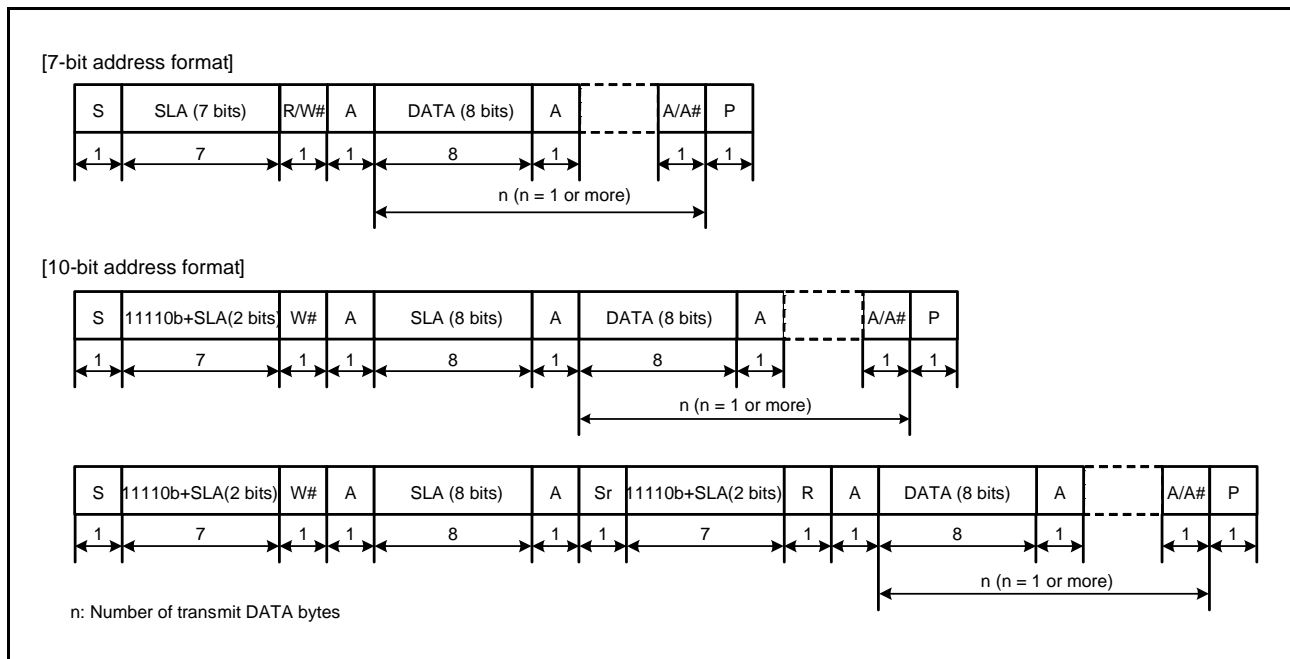 [7-bit address format]
S SLA (7 bits) R/W# A DATA (8 bits) A A/A# P
1 7 1 1 8 1 1 1
n (n = 1 or more)
[10-bit address format]
S 11110b+SLA(2 bits) W# A SLA (8 bits) A DATA (8 bits) A A/A# P
1 7 1 1 8 1 8 1 1 1
n (n = 1 or more)
S 11110b+SLA(2 bits) W# A SLA (8 bits) A Sr 11110b+SLA(2 bits) R A DATA (8 bits) A A/A# P
1 7 1 1 8 1 1 7 1 1 8 1 1 1
n (n = 1 or more)
n: Number of transmit DATA bytes